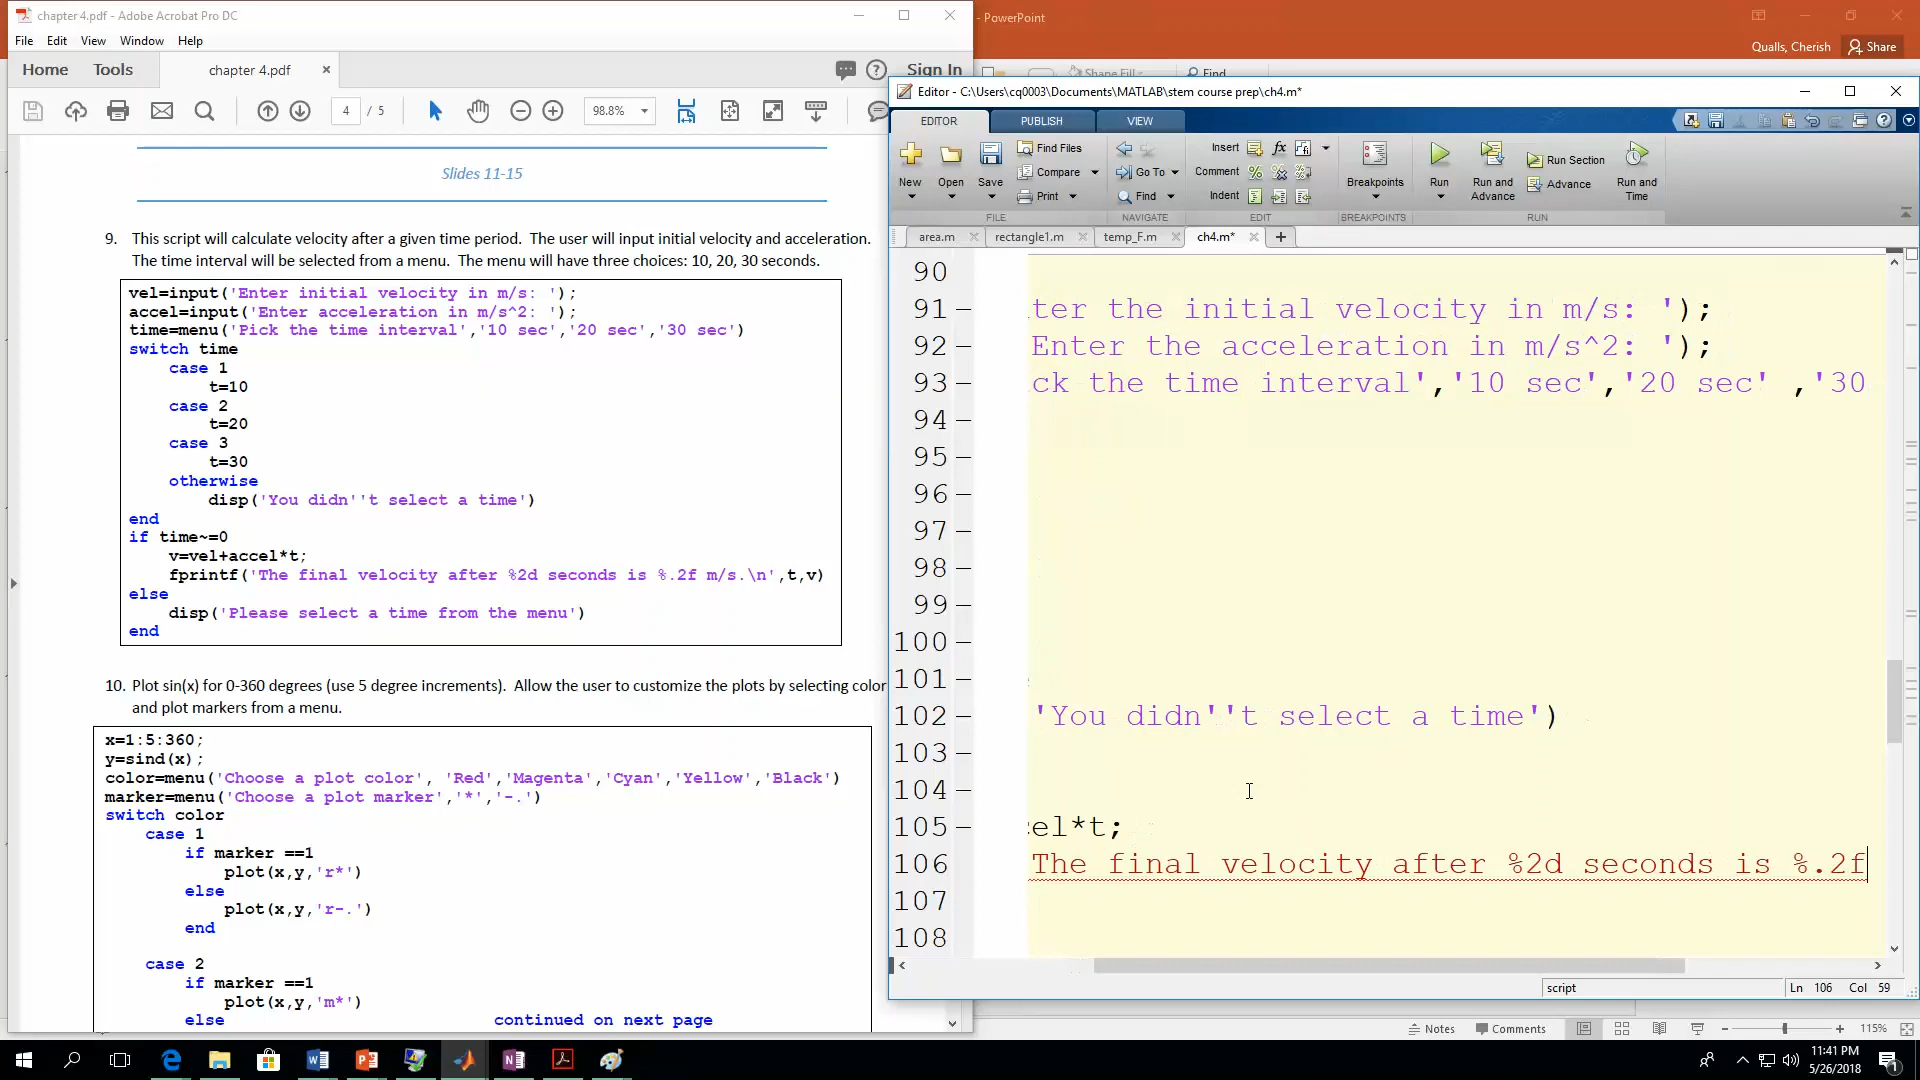 chapter 4.pdf - Adobe Acrobat Pro DC
File Edit View Window Help
Home Tools chapter 4.pdf × Sign In
4 / 5 98.8%
Slides 11-15
9. This script will calculate velocity after a given time period. The user will input initial velocity and acceleration.
The time interval will be selected from a menu. The menu will have three choices: 10, 20, 30 seconds.
vel=input('Enter initial velocity in m/s: ');
accel=input('Enter acceleration in m/s^2: ');
time=menu('Pick the time interval','10 sec','20 sec','30 sec')
switch time
case 1
t=10
case 2
t=20
case 3
t=30
otherwise
disp('You didn''t select a time')
end
if time~=0
v=vel+accel*t;
fprintf('The final velocity after %2d seconds is %.2f m/s.\n',t,v)
else
disp('Please select a time from the menu')
end
10. Plot sin(x) for 0-360 degrees (use 5 degree increments). Allow the user to customize the plots by selecting color
and plot markers from a menu.
x=1:5:360;
y=sind(x);
color=menu('Choose a plot color', 'Red','Magenta','Cyan','Yellow','Black')
marker=menu('Choose a plot marker','*','-.')
switch color
case 1
if marker ==1
plot(x,y,'r*')
else
plot(x,y,'r-.')
end
case 2
if marker ==1
plot(x,y,'m*')
else continued on next page
- PowerPoint
Qualls, Cherish Share
Shape Fill Find
Editor - C:\Users\cq0003\Documents\MATLAB\stem course prep\ch4.m*
EDITOR PUBLISH VIEW
New Open Save Find Files Compare Print
Go To Find
Insert fx
Comment %
Indent
Breakpoints Run Run and Advance Run Section Advance Run and Time
FILE NAVIGATE EDIT BREAKPOINTS RUN
area.m rectangle1.m temp_F.m ch4.m* +
90
91 ter the initial velocity in m/s: ');
92 Enter the acceleration in m/s^2: ');
93 ck the time interval','10 sec','20 sec' ,'30
94
95
96
97
98
99
100
101
102 'You didn''t select a time')
103
104
105 cel*t;
106 The final velocity after %2d seconds is %.2f
107
108
script Ln 106 Col 59
Notes Comments 115%
11:41 PM
5/26/2018
1